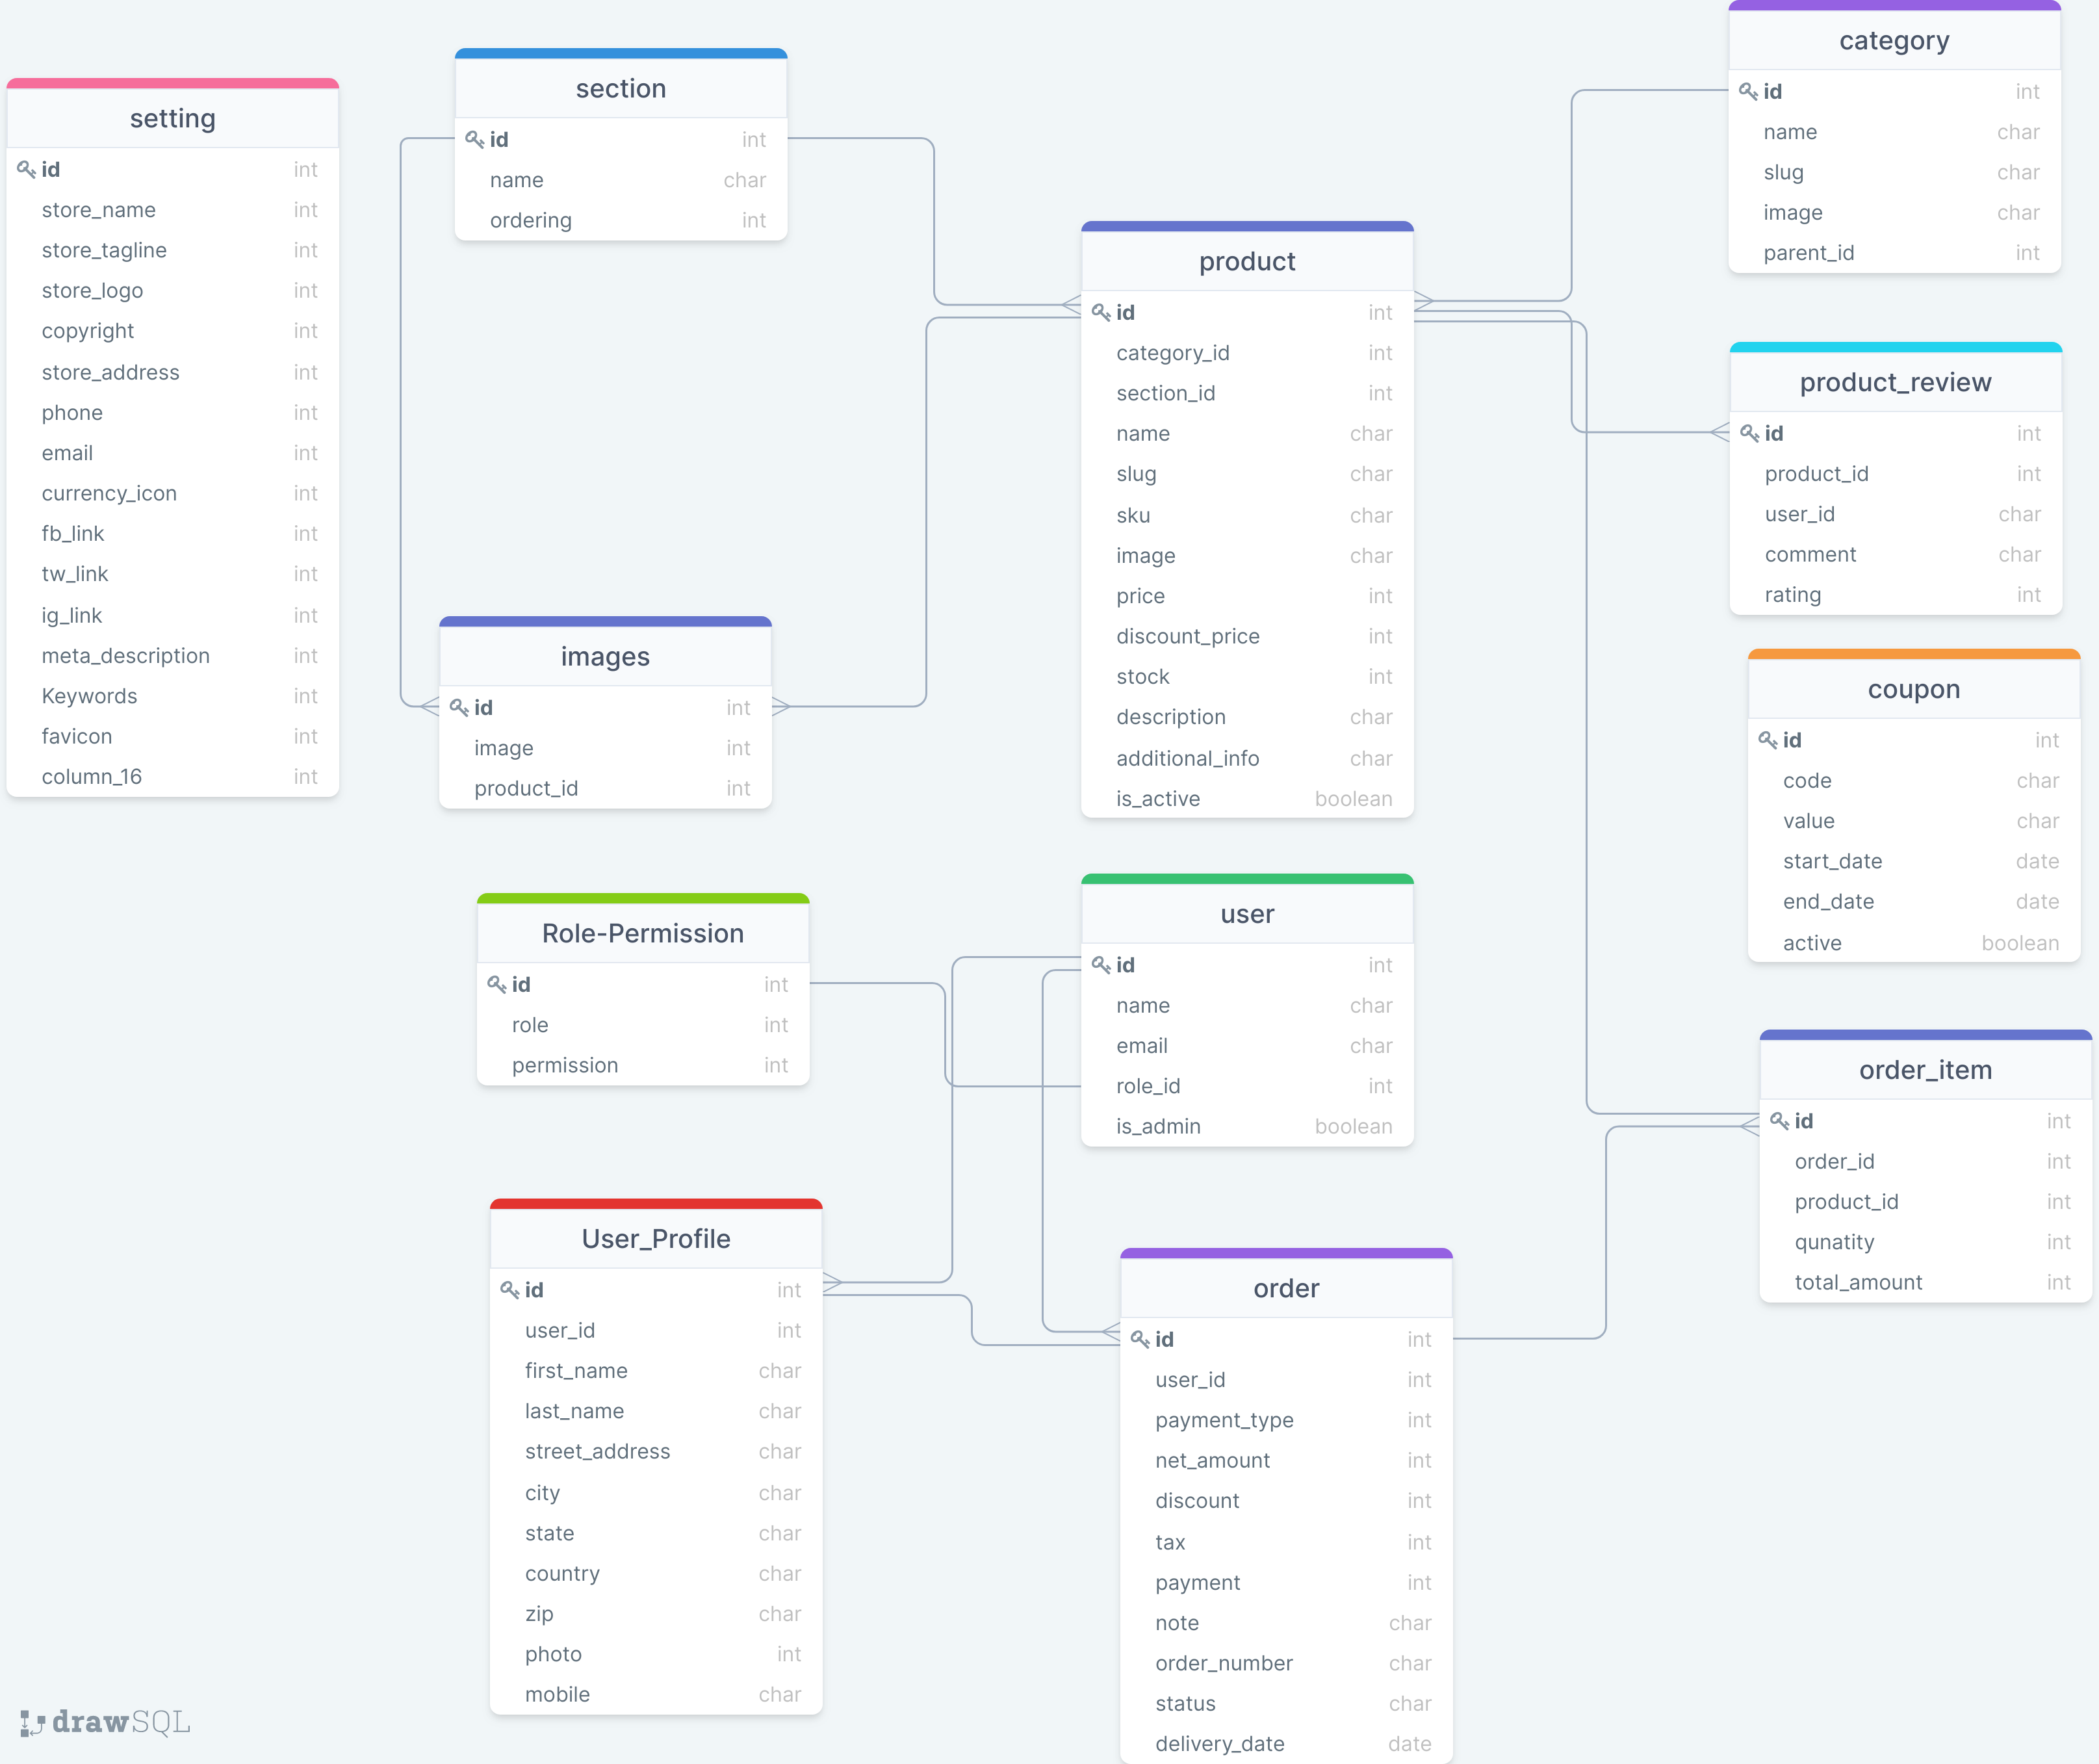 setting
id int
store_name int
store_tagline int
store_logo int
copyright int
store_address int
phone int
email int
currency_icon int
fb_link int
tw_link int
ig_link int
meta_description int
Keywords int
favicon int
column_16 int
section
id int
name char
ordering int
images
id int
image int
product_id int
product
id int
category_id int
section_id int
name char
slug char
sku char
image char
price int
discount_price int
stock int
description char
additional_info char
is_active boolean
category
id int
name char
slug char
image char
parent_id int
product_review
id int
product_id int
user_id char
comment char
rating int
coupon
id int
code char
value char
start_date date
end_date date
active boolean
Role-Permission
id int
role int
permission int
user
id int
name char
email char
role_id int
is_admin boolean
order_item
id int
order_id int
product_id int
qunatity int
total_amount int
User_Profile
id int
user_id int
first_name char
last_name char
street_address char
city char
state char
country char
zip char
photo int
mobile char
order
id int
user_id int
payment_type int
net_amount int
discount int
tax int
payment int
note char
order_number char
status char
delivery_date date
drawSQL